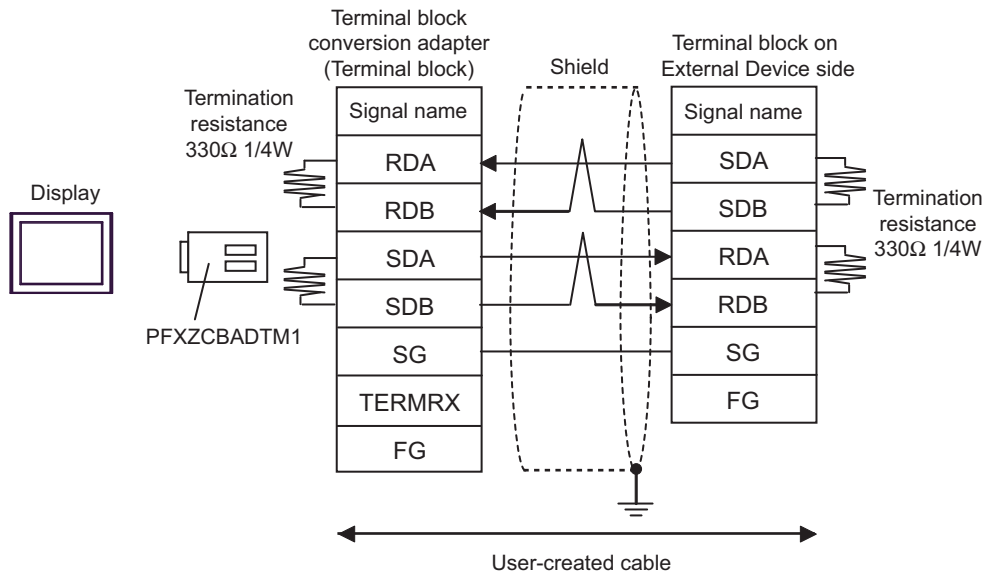 Terminal block
conversion adapter
(Terminal block)
Shield
Terminal block on
External Device side
Termination
resistance
330Ω 1/4W
Display
PFXZCBADTM1
Signal name
RDA
RDB
SDA
SDB
SG
TERMRX
FG
Signal name
SDA
SDB
RDA
RDB
SG
FG
Termination
resistance
330Ω 1/4W
User-created cable